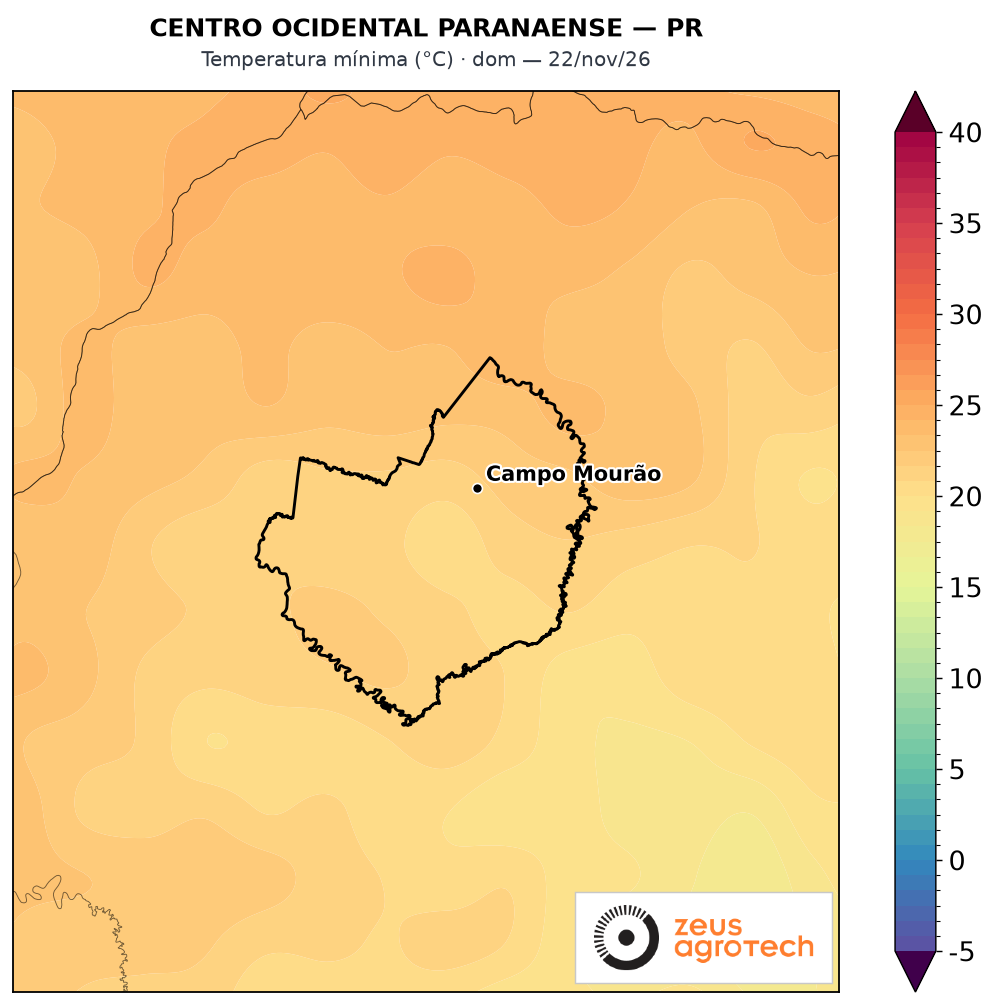 CENTRO OCIDENTAL PARANAENSE — PR
Temperatura mínima (°C) · dom — 22/nov/26
40
35
30
25
20
15
10
5
0
-5
Campo Mourão
zeus
agrotech